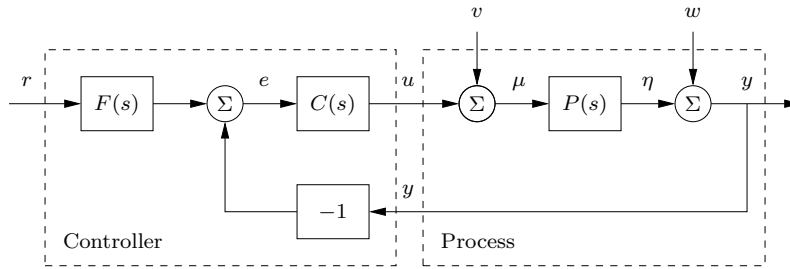 v w
r F(s) Σ e C(s) u Σ μ P(s) η Σ y
−1 y
Controller Process